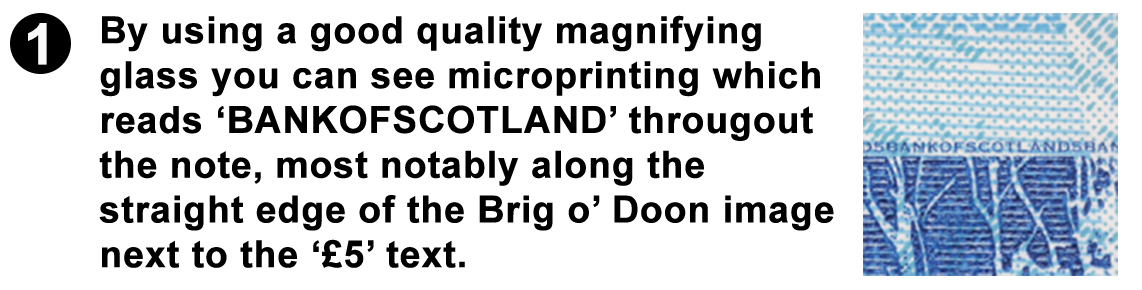 1
By using a good quality magnifying
glass you can see microprinting which
reads ‘BANKOFSCOTLAND’ througout
the note, most notably along the
straight edge of the Brig o’ Doon image
next to the ‘£5’ text.
05BANKOFSCOTLAND5BAN